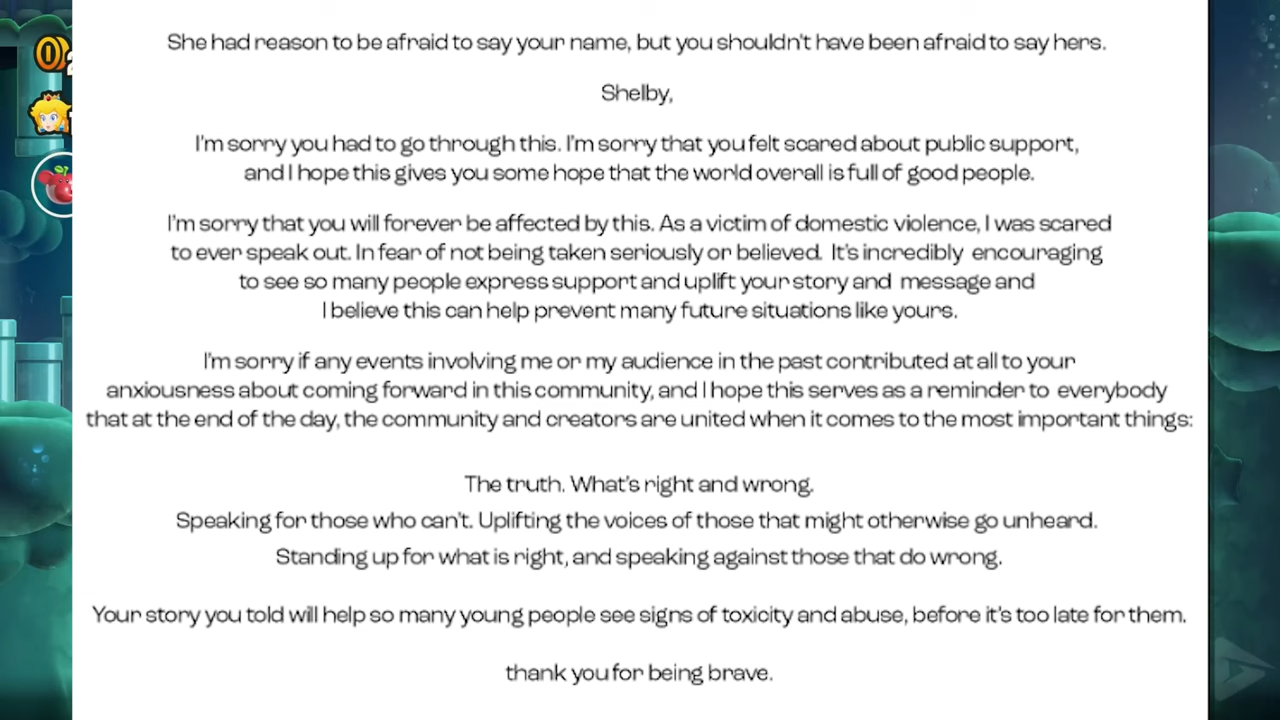 She had reason to be afraid to say your name, but you shouldn't have been afraid to say hers.
Shelby,
I'm sorry you had to go through this. I'm sorry that you felt scared about public support,
and I hope this gives you some hope that the world overall is full of good people.
I'm sorry that you will forever be affected by this. As a victim of domestic violence, I was scared
to ever speak out. In fear of not being taken seriously or believed. It's incredibly encouraging
to see so many people express support and uplift your story and message and
I believe this can help prevent many future situations like yours.
I'm sorry if any events involving me or my audience in the past contributed at all to your
anxiousness about coming forward in this community, and I hope this serves as a reminder to everybody
that at the end of the day, the community and creators are united when it comes to the most important things:
The truth. What's right and wrong.
Speaking for those who can't. Uplifting the voices of those that might otherwise go unheard.
Standing up for what is right, and speaking against those that do wrong.
Your story you told will help so many young people see signs of toxicity and abuse, before it's too late for them.
thank you for being brave.